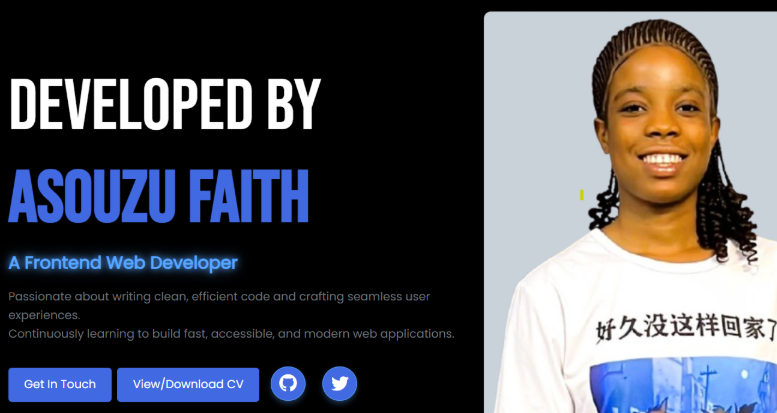 DEVELOPED BY
ASOUZU FAITH
A Frontend Web Developer
Passionate about writing clean, efficient code and crafting seamless user
experiences.
Continuously learning to build fast, accessible, and modern web applications.
Get In Touch
View/Download CV
好久没这样回家了